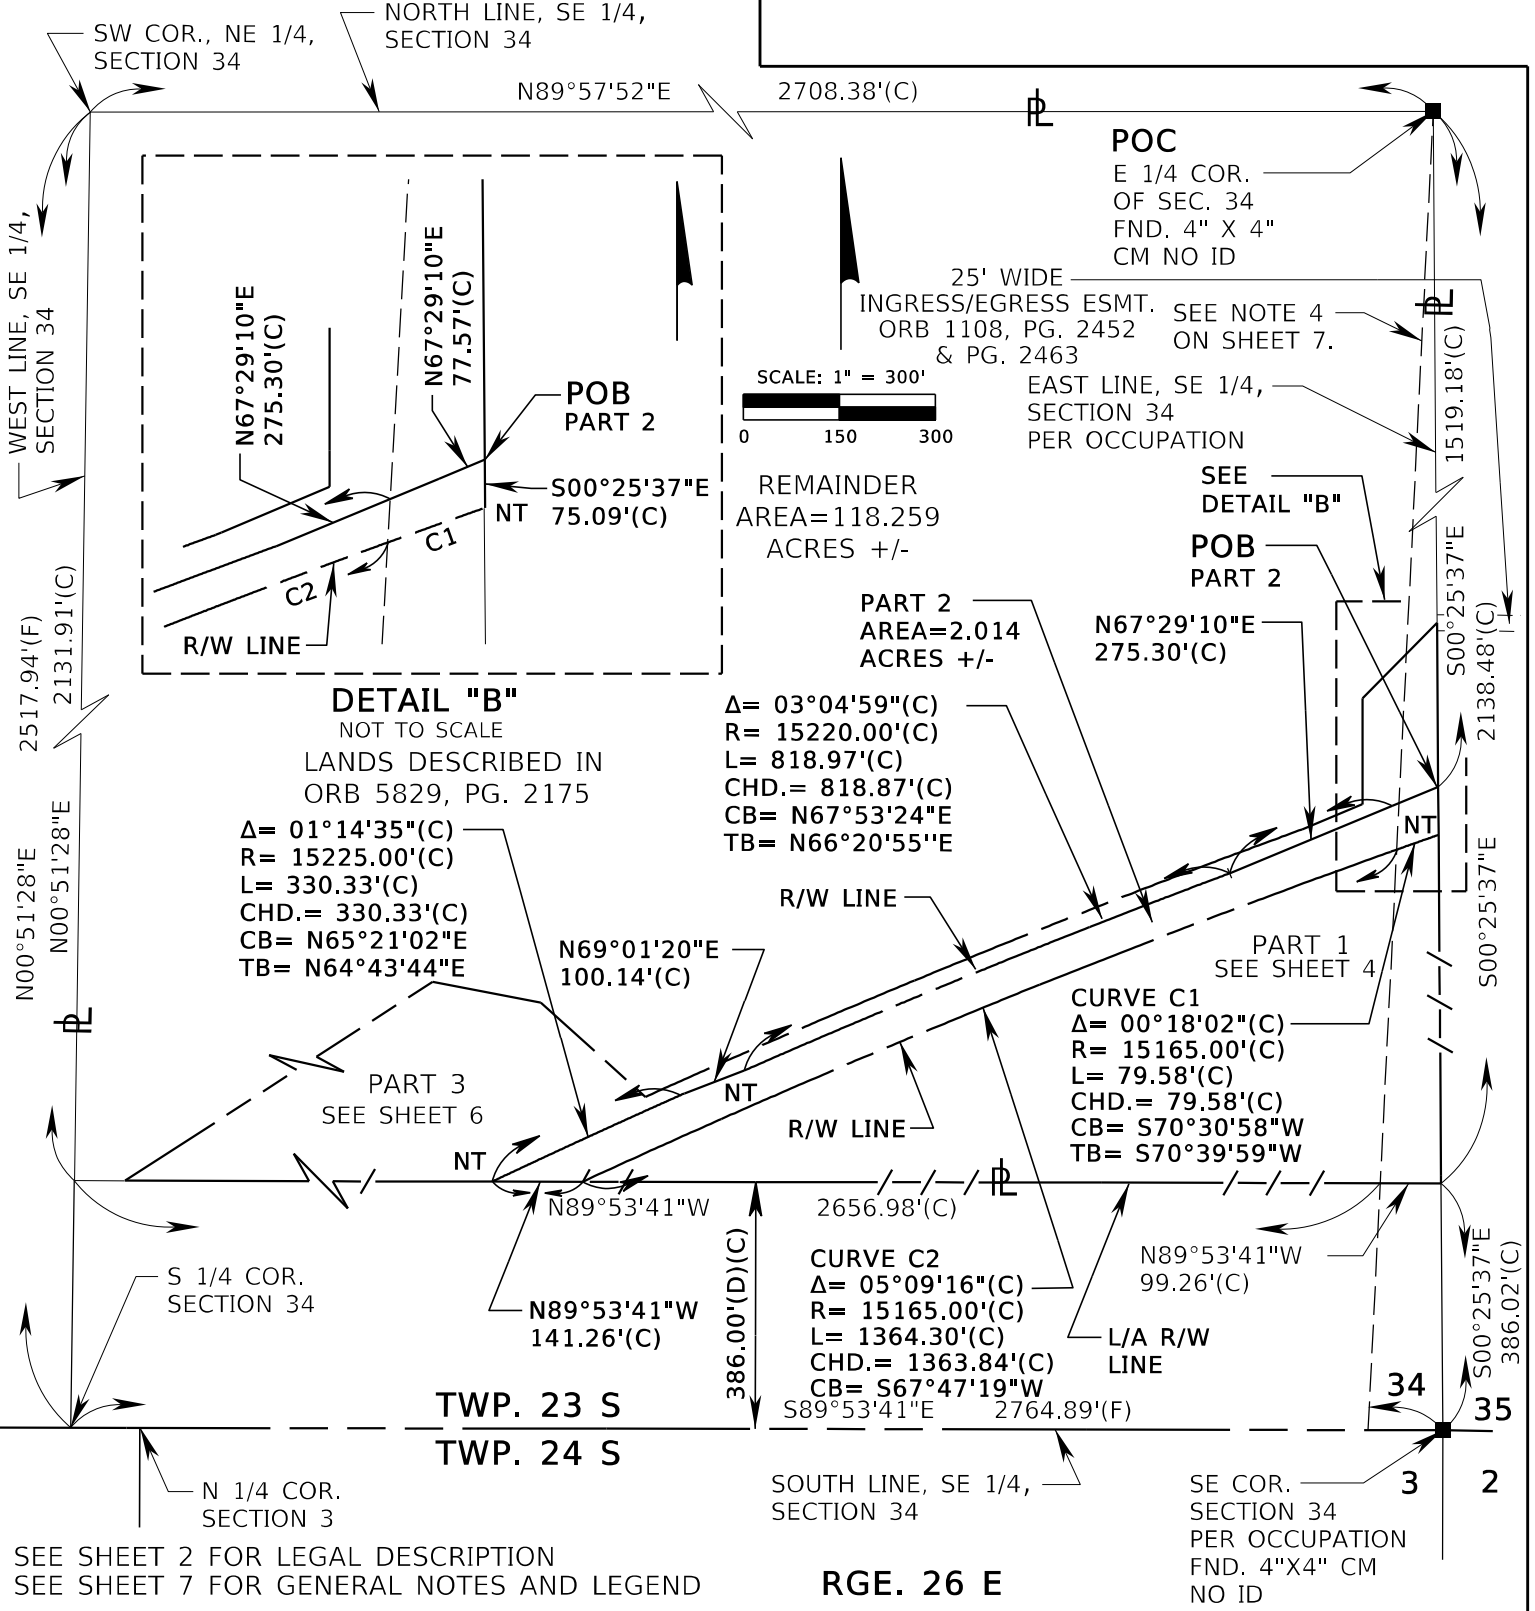 SW COR., NE 1/4,
SECTION 34
NORTH LINE, SE 1/4,
SECTION 34
N89°57'52"E
2708.38'(C)
PL
POC
E 1/4 COR.
OF SEC. 34
FND. 4" X 4"
CM NO ID
WEST LINE, SE 1/4,
SECTION 34
N67°29'10"E
275.30'(C)
N67°29'10"E
77.57'(C)
POB
PART 2
S00°25'37"E
75.09'(C)
NT
C1
C2
R/W LINE
DETAIL "B"
NOT TO SCALE
25' WIDE
INGRESS/EGRESS ESMT.
ORB 1108, PG. 2452
& PG. 2463
SEE NOTE 4
ON SHEET 7.
PL
SCALE: 1" = 300'
0 150 300
EAST LINE, SE 1/4,
SECTION 34
PER OCCUPATION
1519.18'(C)
REMAINDER
AREA=118.259
ACRES +/-
SEE
DETAIL "B"
POB
PART 2
S00°25'37"E
2138.48'(C)
2517.94'(F)
2131.91'(C)
PART 2
AREA=2.014
ACRES +/-
N67°29'10"E
275.30'(C)
LANDS DESCRIBED IN
ORB 5829, PG. 2175
Δ= 03°04'59"(C)
R= 15220.00'(C)
L= 818.97'(C)
CHD.= 818.87'(C)
CB= N67°53'24"E
TB= N66°20'55''E
Δ= 01°14'35"(C)
R= 15225.00'(C)
L= 330.33'(C)
CHD.= 330.33'(C)
CB= N65°21'02"E
TB= N64°43'44"E
NT
N00°51'28"E
N00°51'28"E
S00°25'37"E
R/W LINE
N69°01'20"E
100.14'(C)
PART 1
SEE SHEET 4
PL
CURVE C1
Δ= 00°18'02"(C)
R= 15165.00'(C)
L= 79.58'(C)
CHD.= 79.58'(C)
CB= S70°30'58"W
TB= S70°39'59"W
PART 3
SEE SHEET 6
NT
R/W LINE
NT
PL
N89°53'41"W
2656.98'(C)
386.00'(D)(C)
CURVE C2
Δ= 05°09'16"(C)
R= 15165.00'(C)
L= 1364.30'(C)
CHD.= 1363.84'(C)
CB= S67°47'19"W
N89°53'41"W
99.26'(C)
S00°25'37"E
386.02'(C)
S 1/4 COR.
SECTION 34
N89°53'41"W
141.26'(C)
L/A R/W
LINE
TWP. 23 S
S89°53'41"E
2764.89'(F)
34
35
TWP. 24 S
N 1/4 COR.
SECTION 3
SOUTH LINE, SE 1/4,
SECTION 34
SE COR.
SECTION 34
PER OCCUPATION
FND. 4"X4" CM
NO ID
3
2
SEE SHEET 2 FOR LEGAL DESCRIPTION
SEE SHEET 7 FOR GENERAL NOTES AND LEGEND
RGE. 26 E